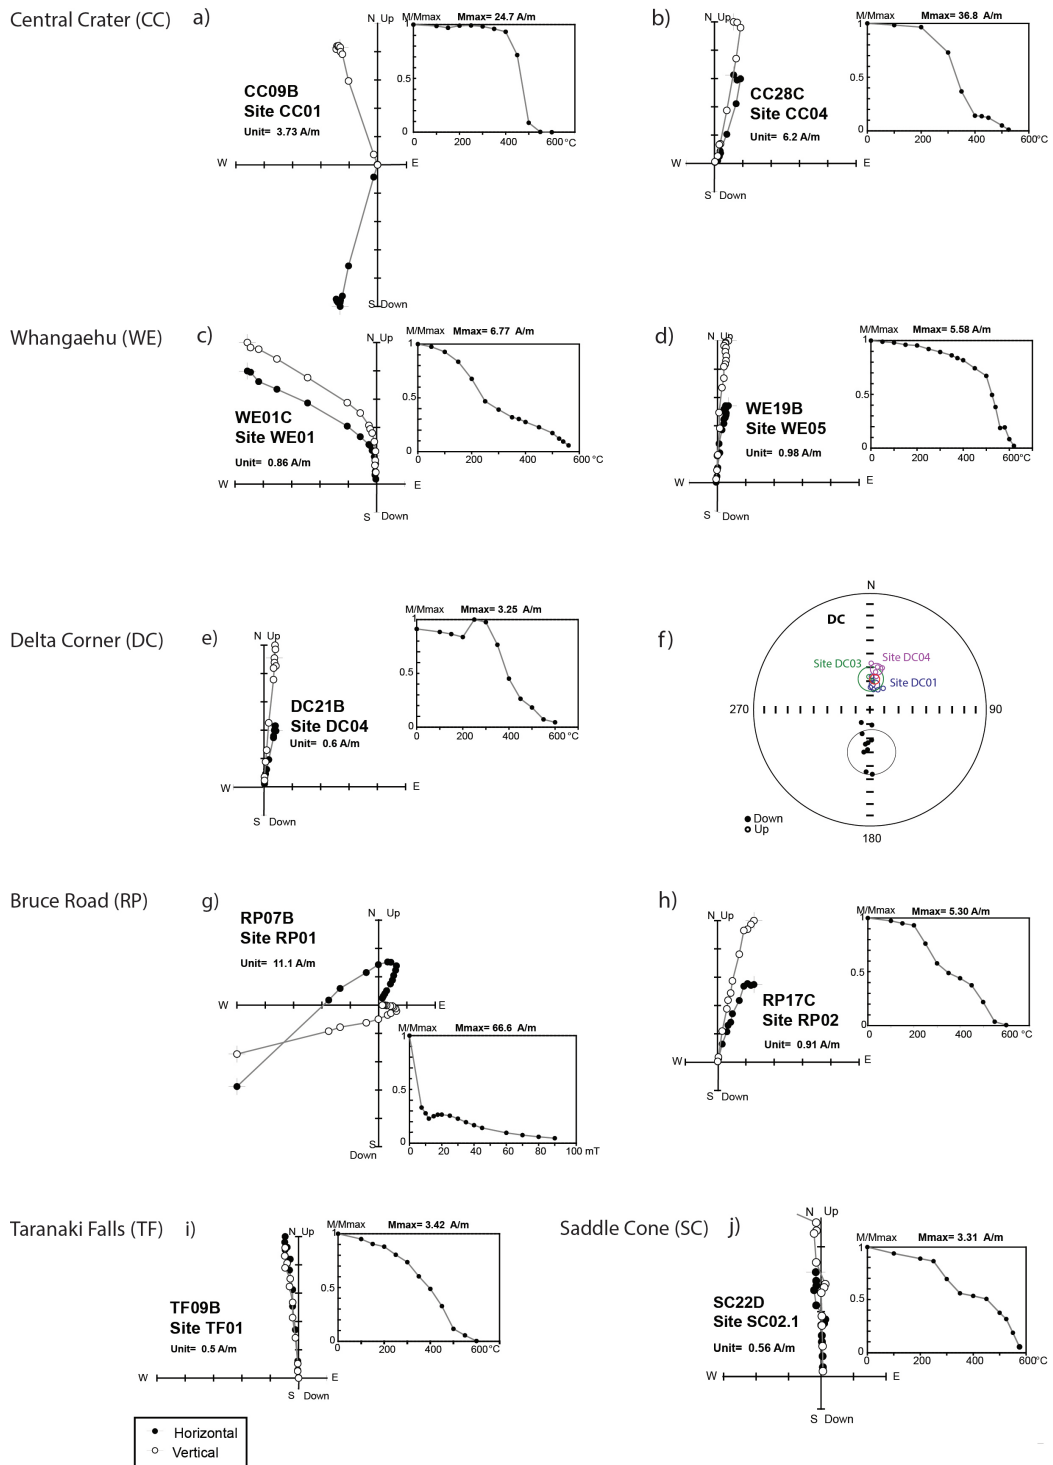 Central Crater (CC)
a)
N Up
CC09B
Site CC01
Unit= 3.73 A/m
W
E
S Down
M/Mmax
Mmax= 24.7 A/m
1
0.5
0
0
200
400
600°C
b)
N Up
CC28C
Site CC04
Unit= 6.2 A/m
W
E
S Down
M/Mmax
Mmax= 36.8 A/m
1
0.5
0
0
200
400
600°C
Whangaehu (WE)
c)
N Up
WE01C
Site WE01
Unit= 0.86 A/m
W
E
S Down
M/Mmax
Mmax= 6.77 A/m
1
0.5
0
0
200
400
600 °C
d)
N Up
WE19B
Site WE05
Unit= 0.98 A/m
W
E
S Down
M/Mmax
Mmax= 5.58 A/m
1
0.5
0
0
200
400
600°C
Delta Corner (DC)
e)
N Up
DC21B
Site DC04
Unit= 0.6 A/m
W
E
S Down
M/Mmax
Mmax= 3.25 A/m
1
0.5
0
0
200
400
600 °C
f)
N
DC
Site DC03
Site DC04
Site DC01
270
90
180
Down
Up
Bruce Road (RP)
g)
RP07B
Site RP01
Unit= 11.1 A/m
N Up
W
E
S
Down
M/Mmax
Mmax= 66.6 A/m
1
0.5
0
0
20
40
60
80
100 mT
h)
N Up
RP17C
Site RP02
Unit= 0.91 A/m
W
E
S Down
M/Mmax
Mmax= 5.30 A/m
1
0.5
0
0
200
400
600 °C
Taranaki Falls (TF)
i)
N Up
TF09B
Site TF01
Unit= 0.5 A/m
W
E
S Down
M/Mmax
Mmax= 3.42 A/m
1
0.5
0
0
200
400
600°C
Saddle Cone (SC)
j)
N Up
SC22D
Site SC02.1
Unit= 0.56 A/m
W
E
S Down
M/Mmax
Mmax= 3.31 A/m
1
0.5
0
0
200
400
600 °C
Horizontal
Vertical